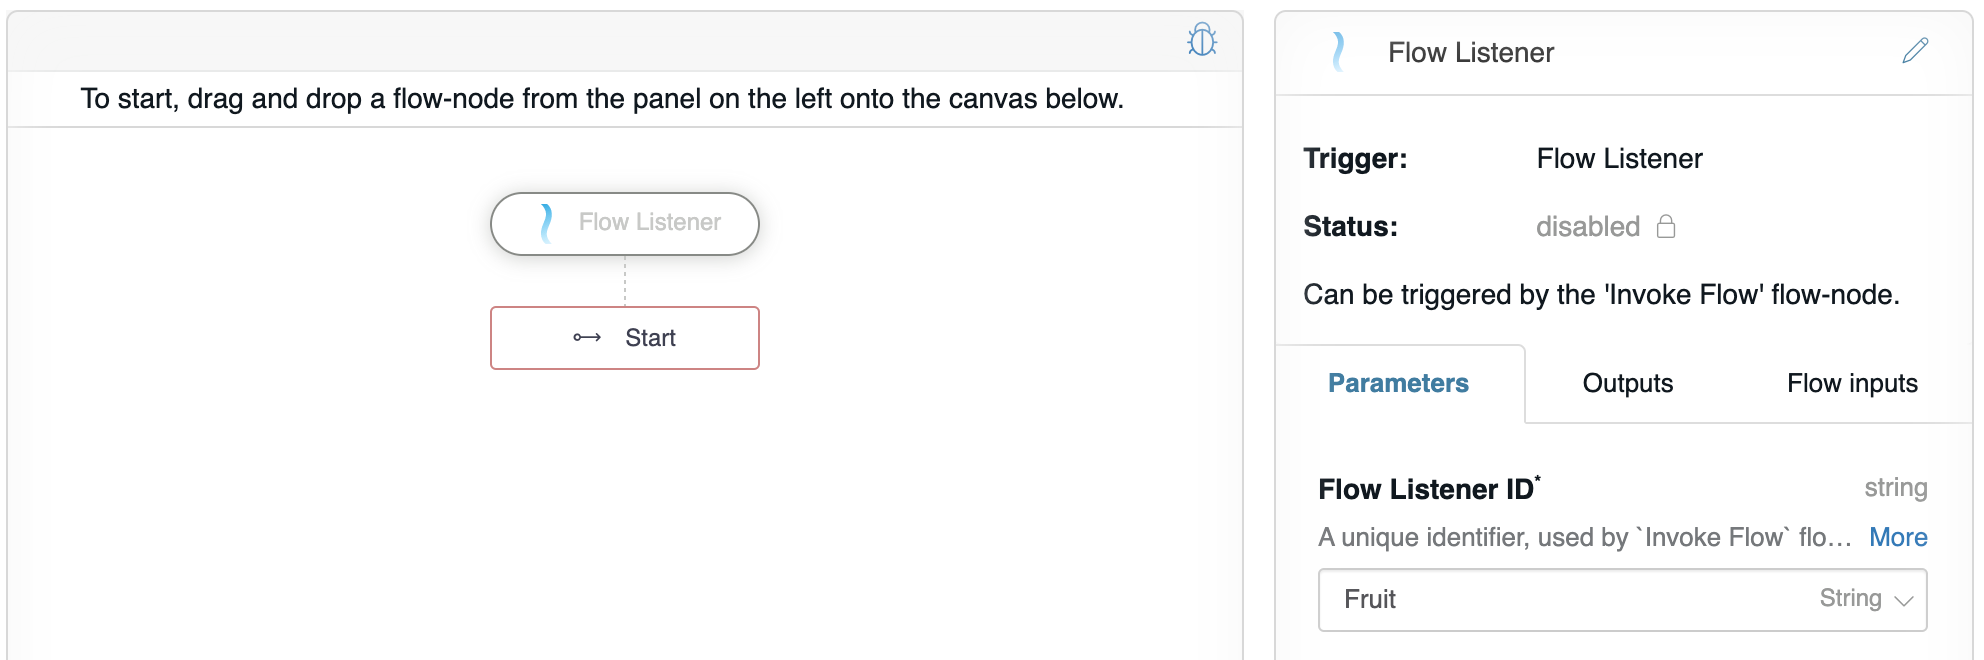 To start, drag and drop a flow-node from the panel on the left onto the canvas below.
Flow Listener
Start
Flow Listener
Trigger: Flow Listener
Status: disabled
Can be triggered by the 'Invoke Flow' flow-node.
Parameters Outputs Flow inputs
Flow Listener ID* string
A unique identifier, used by `Invoke Flow` flo... More
Fruit String